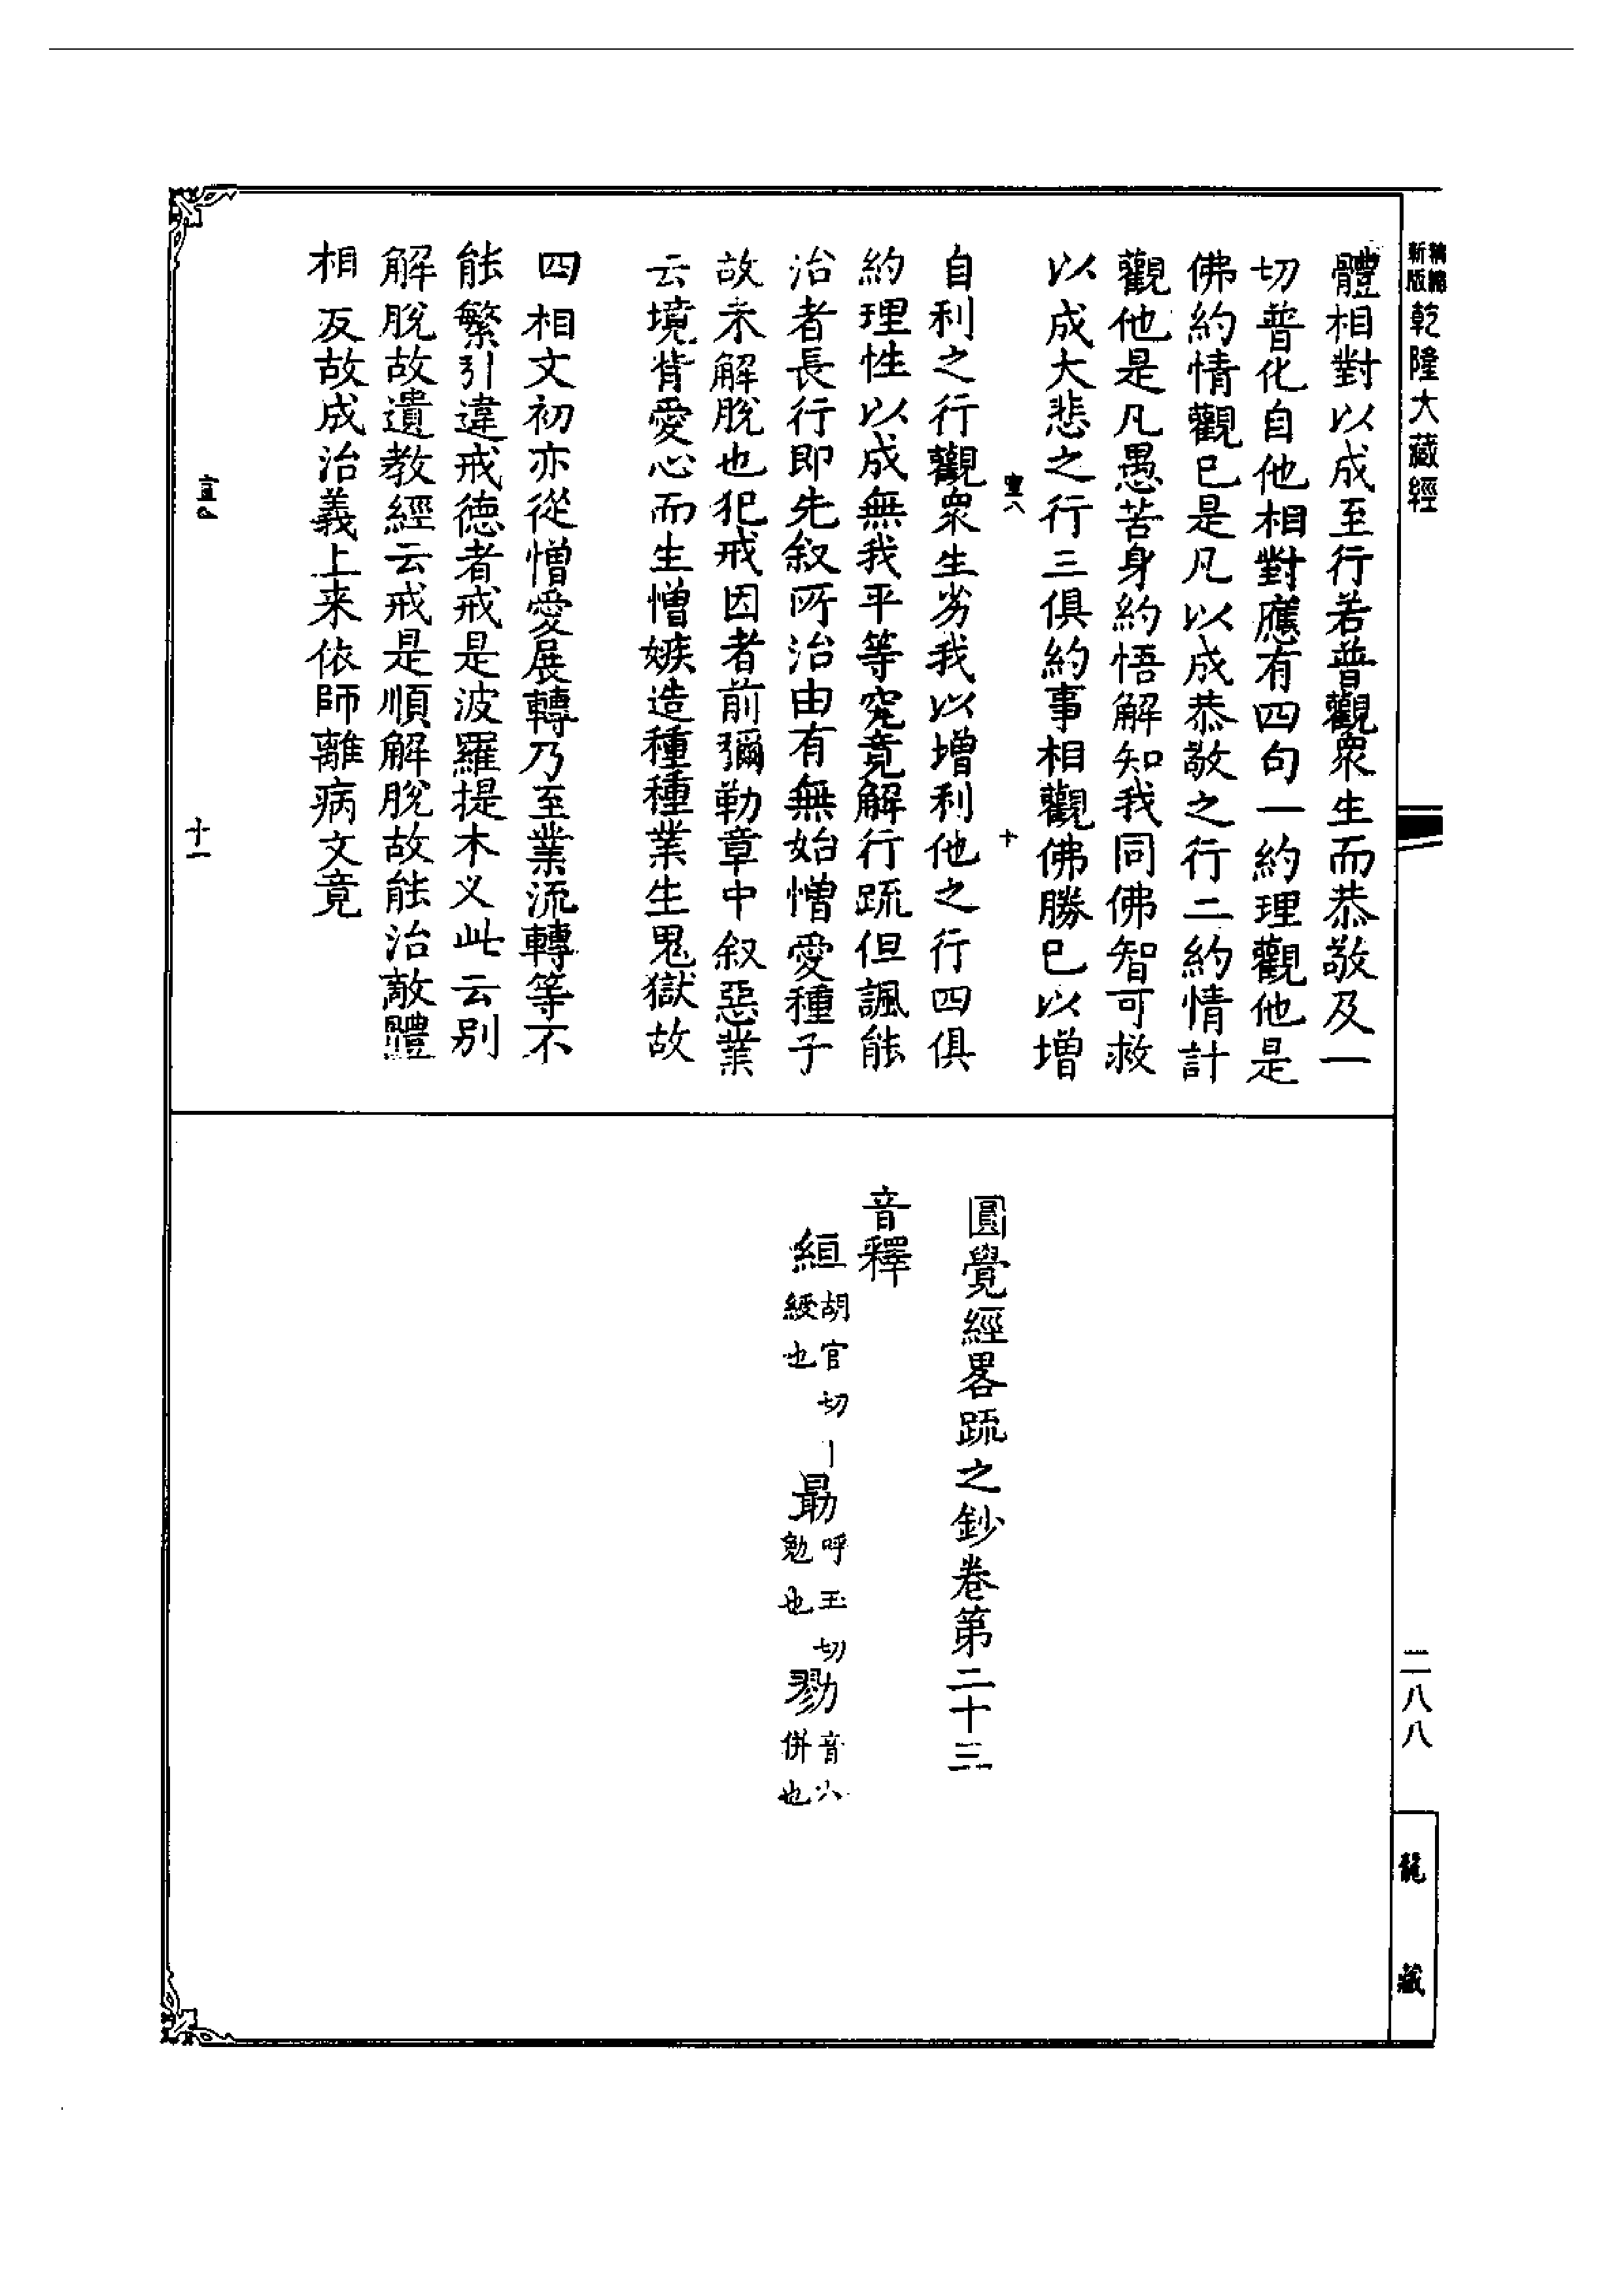 精縮新版乾隆大藏經
體相對以成至行若普觀衆生而恭敬及一
切普化自他相對應有四句一約理觀他是
佛約情觀已是凡以成恭敬之行二約情計
觀他是凡愚苦身約悟解知我同佛智可救
以成大悲之行三俱約事相觀佛勝已以增
宣八 十
自利之行觀衆生劣我以增利他之行四俱
約理性以成無我平等究竟解行疏但諷能
治者長行即先叙所治由有無始憎愛種子
故未解脫也犯戒因者前彌勒章中叙惡業
云境背愛心而生憎嫉造種種業生鬼獄故
四相文初亦從憎愛展轉乃至業流轉等不
能繁引違戒德者戒是波羅提木义此云別
解脫故遺教經云戒是順解脫故能治敵體
相反故成治義上来依師離病文竟
宣 十一
圓覺經畧疏之鈔卷第二十三
音釋
絙胡官切丨綬也 勗呼玉切勉也 勠音六併也
二八八
龍藏